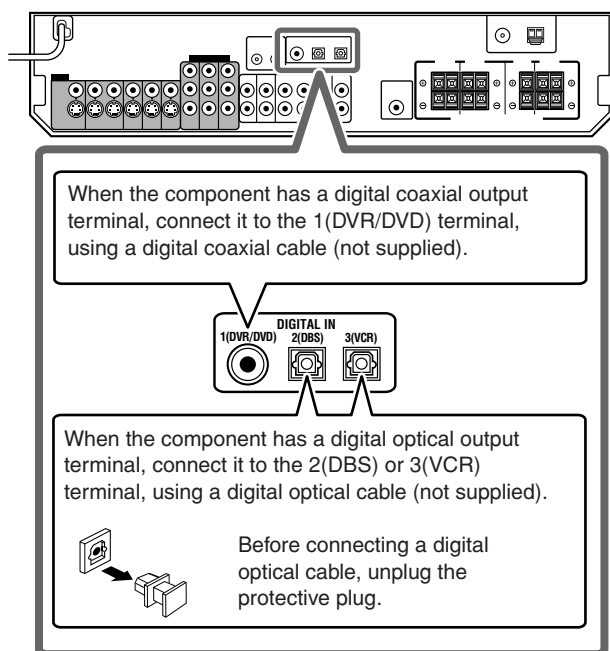 When the component has a digital coaxial output
terminal, connect it to the 1(DVR/DVD) terminal,
using a digital coaxial cable (not supplied).
DIGITAL IN
1(DVR/DVD) 2(DBS) 3(VCR)
When the component has a digital optical output
terminal, connect it to the 2(DBS) or 3(VCR)
terminal, using a digital optical cable (not supplied).
Before connecting a digital
optical cable, unplug the
protective plug.